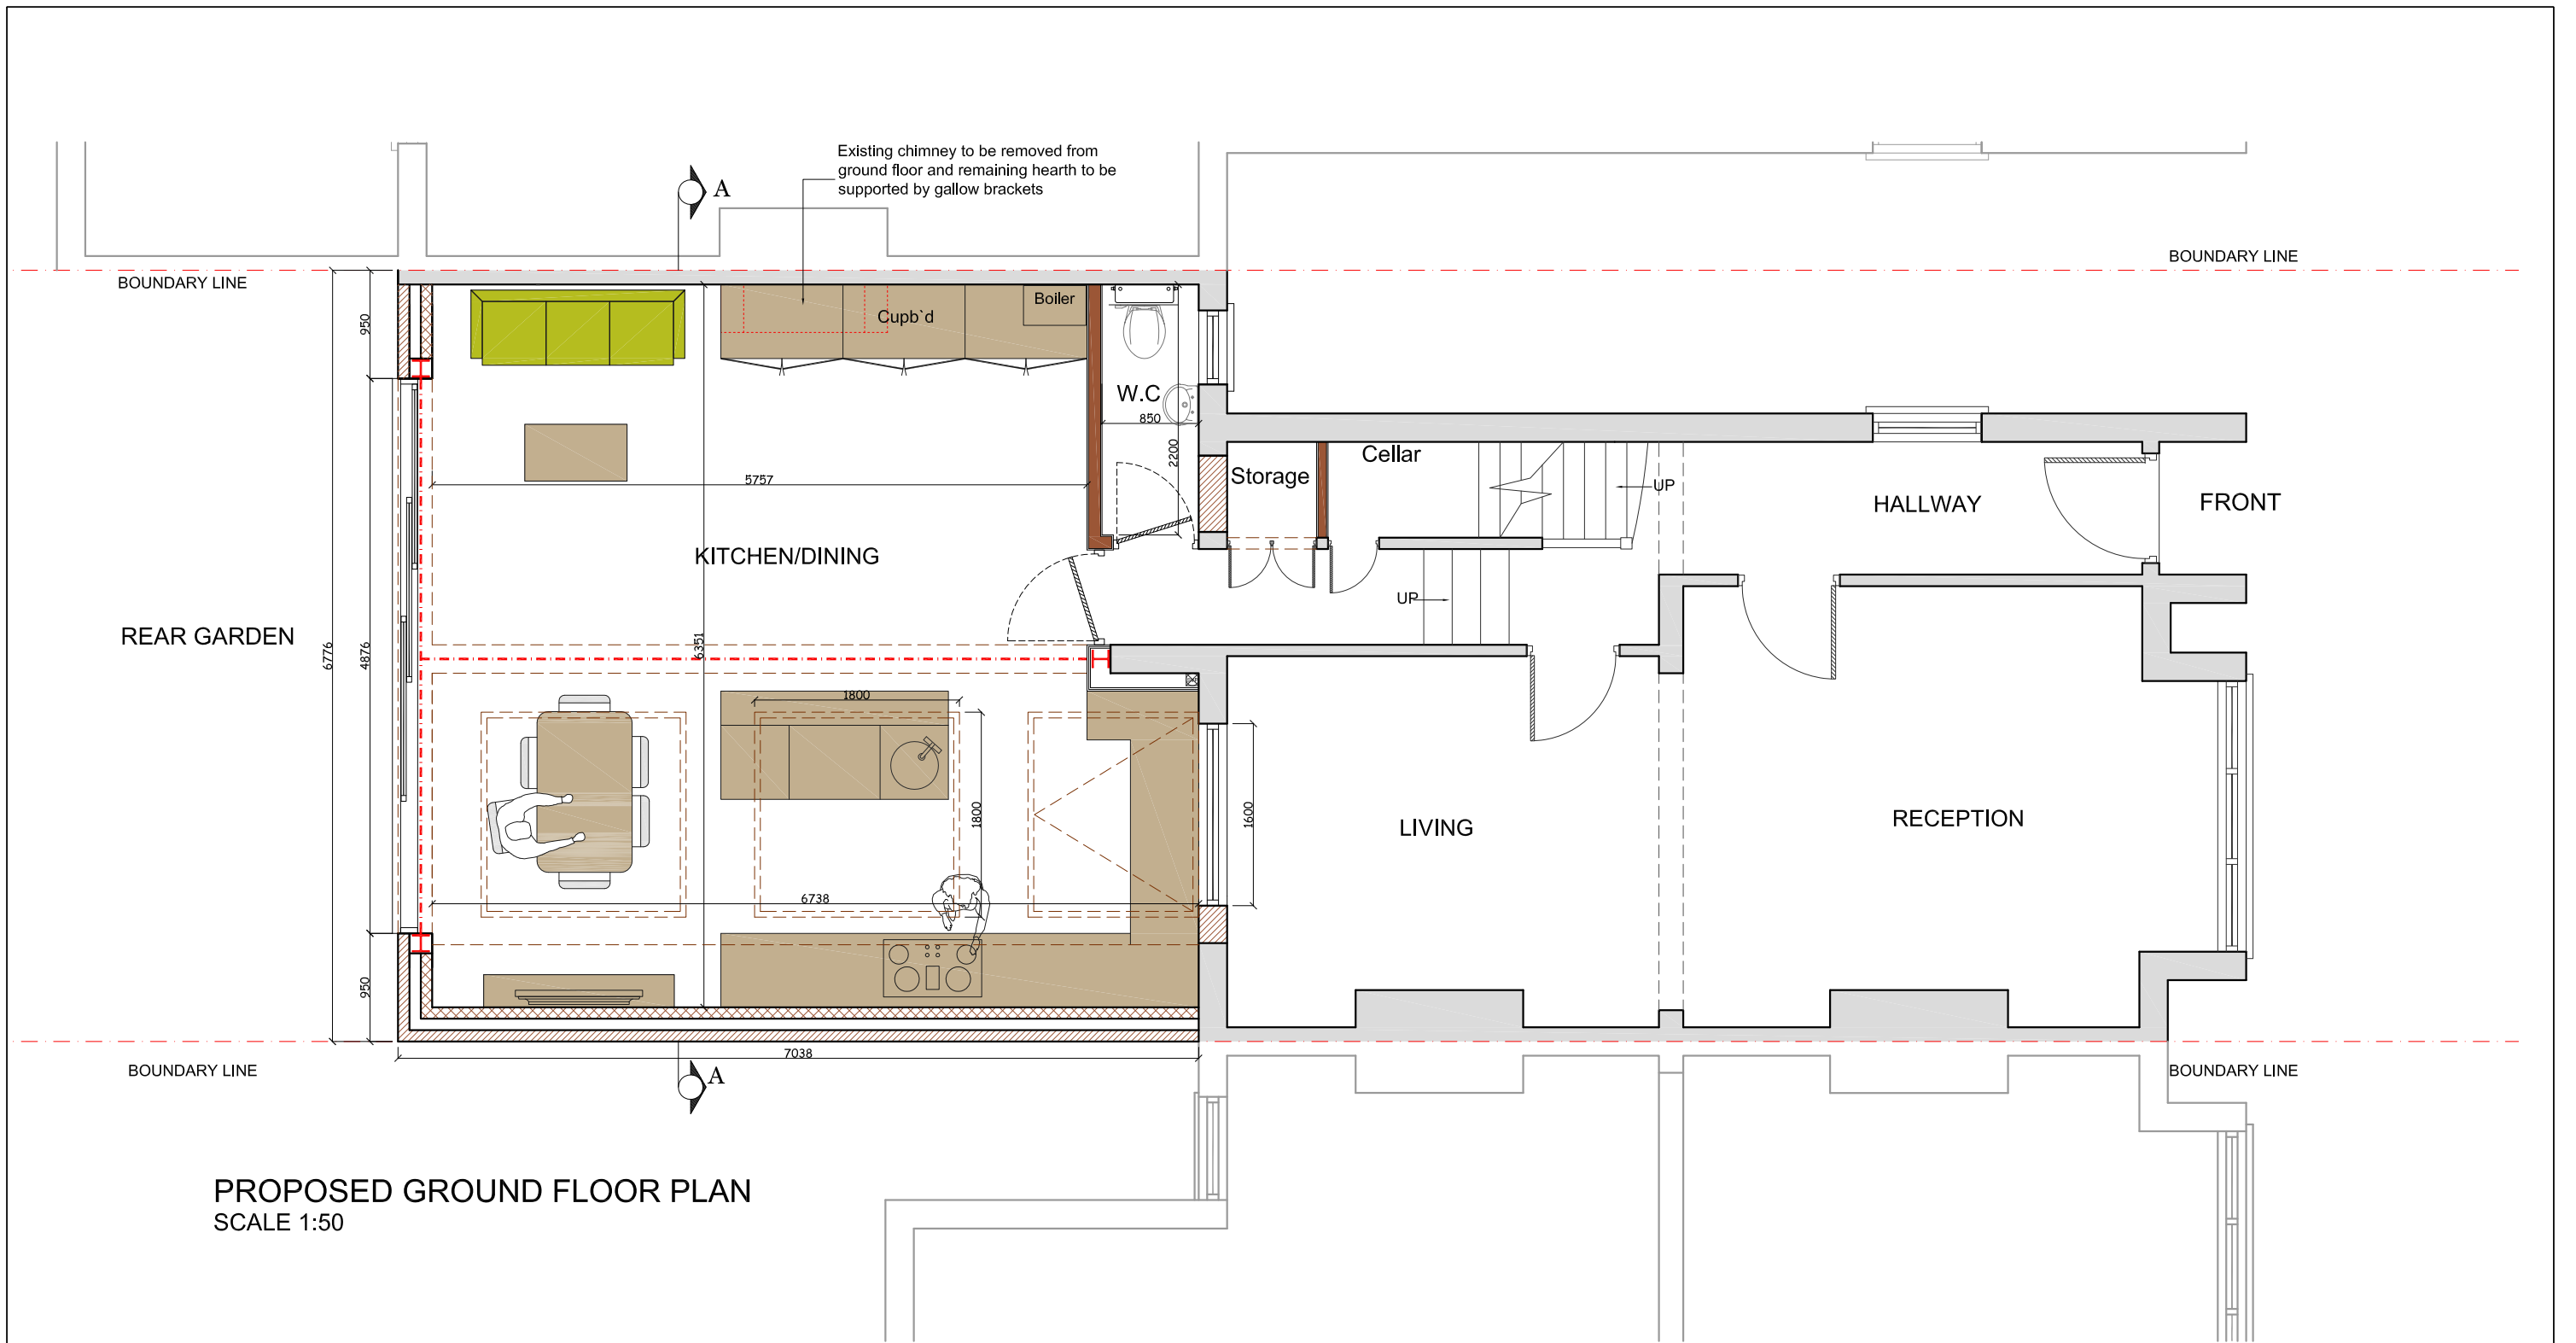 Existing chimney to be removed from
ground floor and remaining hearth to be
supported by gallow brackets
A
BOUNDARY LINE
BOUNDARY LINE
950
Cupb`d
Boiler
W.C
850
2200
Storage
Cellar
UP
HALLWAY
FRONT
5757
KITCHEN/DINING
UP
REAR GARDEN
6776
4876
6351
1800
1800
1600
LIVING
RECEPTION
6738
950
7038
BOUNDARY LINE
A
BOUNDARY LINE
PROPOSED GROUND FLOOR PLAN
SCALE 1:50